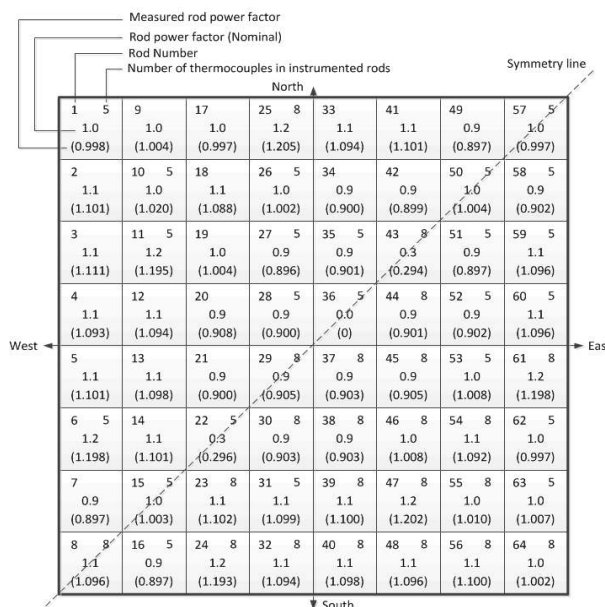 Measured rod power factor
Rod power factor (Nominal)
Rod Number
Number of thermocouples in instrumented rods
Symmetry line
North
1 5 9 17 25 8 33 41 49 57 5
1.0 1.0 1.0 1.2 1.1 1.1 0.9 1.0
(0.998) (1.004) (0.997) (1.205) (1.094) (1.101) (0.897) (0.997)
2 10 5 18 26 5 34 42 50 5 58 5
1.1 1.0 1.1 1.0 0.9 0.9 1.0 0.9
(1.101) (1.020) (1.088) (1.002) (0.900) (0.899) (1.004) (0.902)
3 11 5 19 27 5 35 5 43 8 51 5 59 5
1.1 1.2 1.0 0.9 0.9 0.3 0.9 1.1
(1.111) (1.195) (1.004) (0.896) (0.901) (0.294) (0.897) (1.096)
4 12 20 28 5 36 5 44 8 52 5 60 5
1.1 1.1 0.9 0.9 0.0 0.9 0.9 1.1
(1.093) (1.094) (0.908) (0.900) (0) (0.901) (0.902) (1.096)
West East
5 13 21 29 8 37 8 45 8 53 5 61 8
1.1 1.1 0.9 0.9 0.9 0.9 1.0 1.2
(1.101) (1.098) (0.900) (0.905) (0.903) (0.905) (1.008) (1.198)
6 5 14 22 5 30 8 38 8 46 8 54 8 62 5
1.2 1.1 0.3 0.9 0.9 1.0 1.1 1.0
(1.198) (1.101) (0.296) (0.903) (0.903) (1.008) (1.092) (0.997)
7 15 5 23 8 31 5 39 8 47 8 55 8 63 5
0.9 1.0 1.1 1.1 1.1 1.2 1.0 1.0
(0.897) (1.003) (1.102) (1.099) (1.100) (1.202) (1.010) (1.007)
8 8 16 5 24 8 32 8 40 8 48 8 56 8 64 8
1.1 0.9 1.2 1.1 1.1 1.1 1.1 1.0
(1.096) (0.897) (1.193) (1.094) (1.098) (1.096) (1.100) (1.002)
South